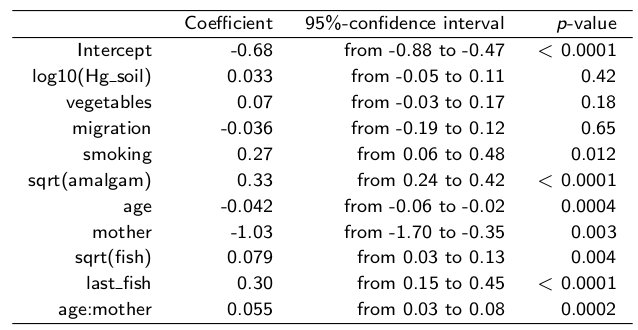 Coefficient 95%-confidence interval p-value
Intercept -0.68 from -0.88 to -0.47 < 0.0001
log10(Hg_soil) 0.033 from -0.05 to 0.11 0.42
vegetables 0.07 from -0.03 to 0.17 0.18
migration -0.036 from -0.19 to 0.12 0.65
smoking 0.27 from 0.06 to 0.48 0.012
sqrt(amalgam) 0.33 from 0.24 to 0.42 < 0.0001
age -0.042 from -0.06 to -0.02 0.0004
mother -1.03 from -1.70 to -0.35 0.003
sqrt(fish) 0.079 from 0.03 to 0.13 0.004
last_fish 0.30 from 0.15 to 0.45 < 0.0001
age:mother 0.055 from 0.03 to 0.08 0.0002